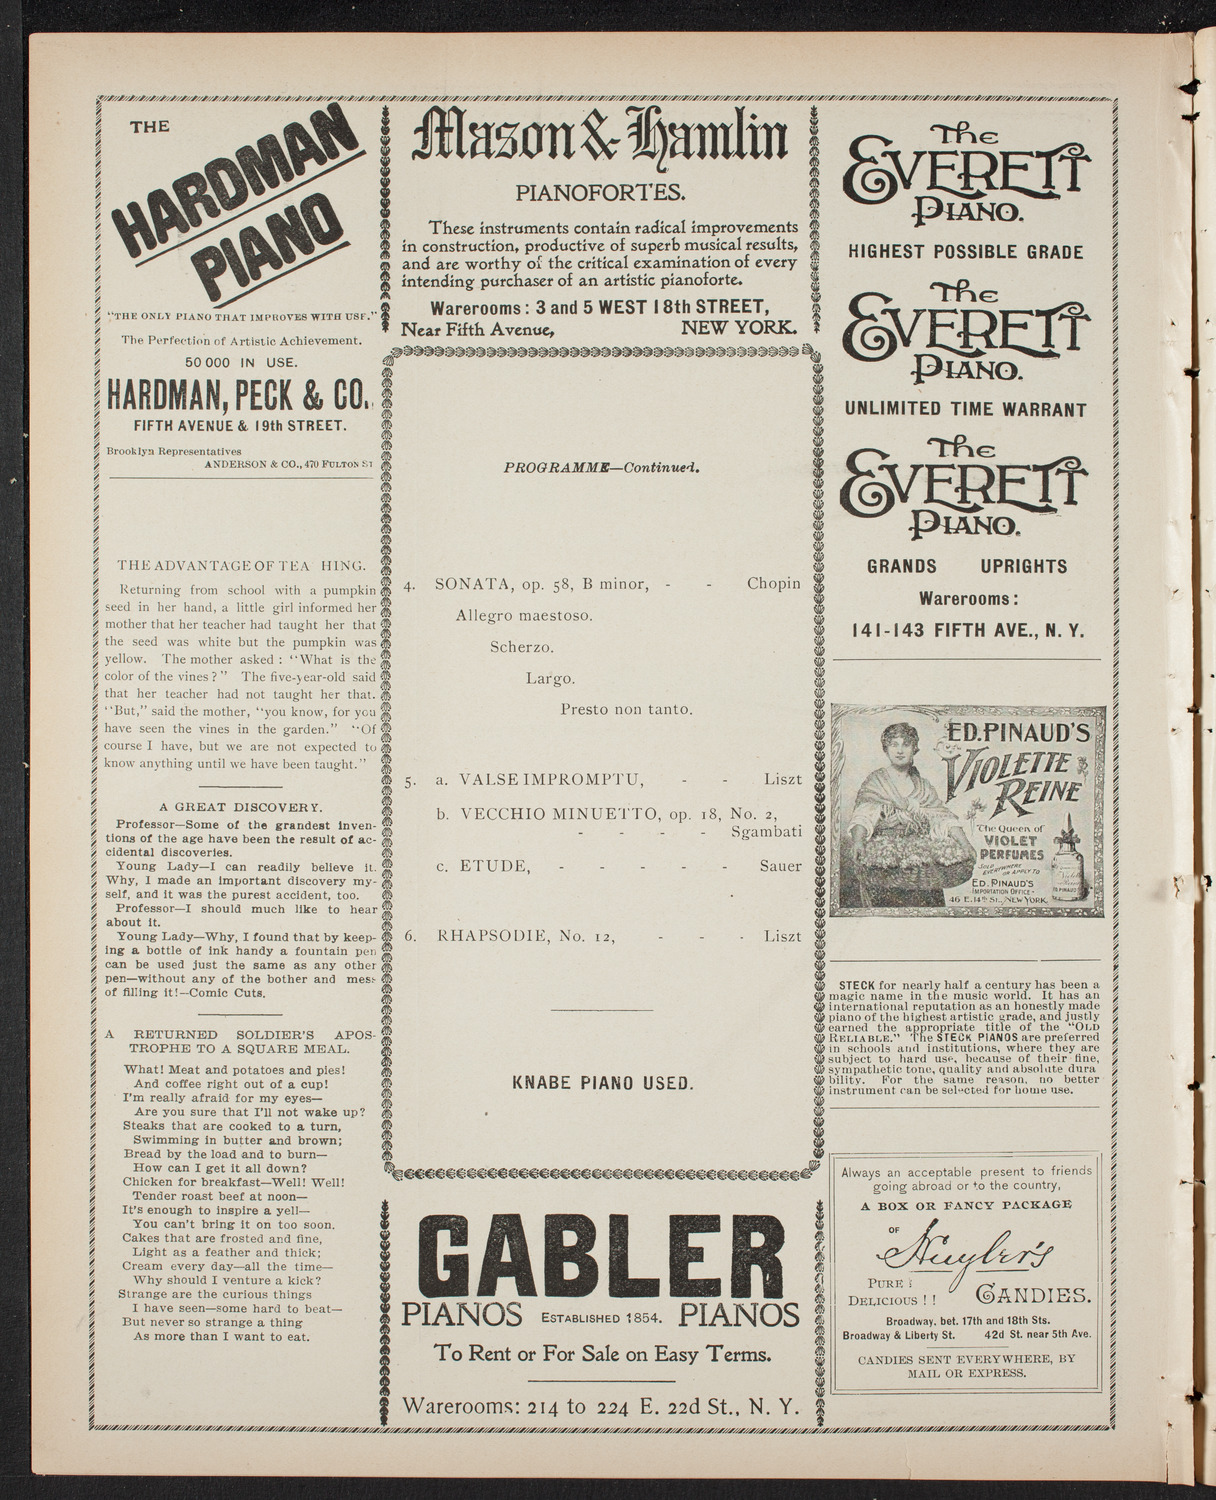 THE
HARDMAN
PIANO
"THE ONLY PIANO THAT IMPROVES WITH USE."
The Perfection of Artistic Achievement.
50 000 IN USE.
HARDMAN, PECK & CO.,
FIFTH AVENUE & 19th STREET.
Brooklyn Representatives
ANDERSON & CO., 470 FULTON ST
THE ADVANTAGE OF TEA HING.
Returning from school with a pumpkin
seed in her hand, a little girl informed her
mother that her teacher had taught her that
the seed was white but the pumpkin was
yellow. The mother asked: "What is the
color of the vines?" The five-year-old said
that her teacher had not taught her that.
"But," said the mother, "you know, for you
have seen the vines in the garden." "Of
course I have, but we are not expected to
know anything until we have been taught."
A GREAT DISCOVERY.
Professor—Some of the grandest inven-
tions of the age have been the result of ac-
cidental discoveries.
Young Lady—I can readily believe it.
Why, I made an important discovery my-
self, and it was the purest accident, too.
Professor—I should much like to hear
about it.
Young Lady—Why, I found that by keep-
ing a bottle of ink handy a fountain pen
can be used just the same as any other
pen—without any of the bother and mess
of filling it!—Comic Cuts.
A RETURNED SOLDIER'S APOS-
TROPHE TO A SQUARE MEAL.
What! Meat and potatoes and pies!
And coffee right out of a cup!
I'm really afraid for my eyes—
Are you sure that I'll not wake up?
Steaks that are cooked to a turn,
Swimming in butter and brown;
Bread by the load and to burn—
How can I get it all down?
Chicken for breakfast—Well! Well!
Tender roast beef at noon—
It's enough to inspire a yell—
You can't bring it on too soon.
Cakes that are frosted and fine,
Light as a feather and thick;
Cream every day—all the time—
Why should I venture a kick?
Strange are the curious things
I have seen—some hard to beat—
But never so strange a thing
As more than I want to eat.
Mason & Hamlin
PIANOFORTES.
These instruments contain radical improvements
in construction, productive of superb musical results,
and are worthy of the critical examination of every
intending purchaser of an artistic pianoforte.
Warerooms: 3 and 5 WEST 18th STREET,
Near Fifth Avenue, NEW YORK.
PROGRAMME—Continued.
4. SONATA, op. 58, B minor, - - Chopin
Allegro maestoso.
Scherzo.
Largo.
Presto non tanto.
5. a. VALSE IMPROMPTU, - - Liszt
b. VECCHIO MINUETTO, op. 18, No. 2,
- - - - Sgambati
c. ETUDE, - - - - - Sauer
6. RHAPSODIE, No. 12, - - - Liszt
KNABE PIANO USED.
GABLER
PIANOS ESTABLISHED 1854. PIANOS
To Rent or For Sale on Easy Terms.
Warerooms: 214 to 224 E. 22d St., N. Y.
The
EVERETT
PIANO.
HIGHEST POSSIBLE GRADE
The
EVERETT
PIANO.
UNLIMITED TIME WARRANT
The
EVERETT
PIANO.
GRANDS UPRIGHTS
Warerooms:
141-143 FIFTH AVE., N. Y.
ED. PINAUD'S
VIOLETTE
REINE
The Queen of
VIOLET
PERFUMES
SOLD EVERYWHERE
OR APPLY TO
ED. PINAUD'S
IMPORTATION OFFICE-
46 E. 14th ST., NEW YORK.
STECK for nearly half a century has been a
magic name in the music world. It has an
international reputation as an honestly made
piano of the highest artistic grade, and justly
earned the appropriate title of the "OLD
RELIABLE." The STECK PIANOS are preferred
in schools and institutions, where they are
subject to hard use, because of their fine,
sympathetic tone, quality and absolute dura
bility. For the same reason, no better
instrument can be selected for home use.
Always an acceptable present to friends
going abroad or to the country,
A BOX OR FANCY PACKAGE
OF
Huyler's
PURE!
DELICIOUS!! CANDIES.
Broadway, bet. 17th and 18th Sts.
Broadway & Liberty St. 42d St. near 5th Ave.
CANDIES SENT EVERYWHERE, BY
MAIL OR EXPRESS.